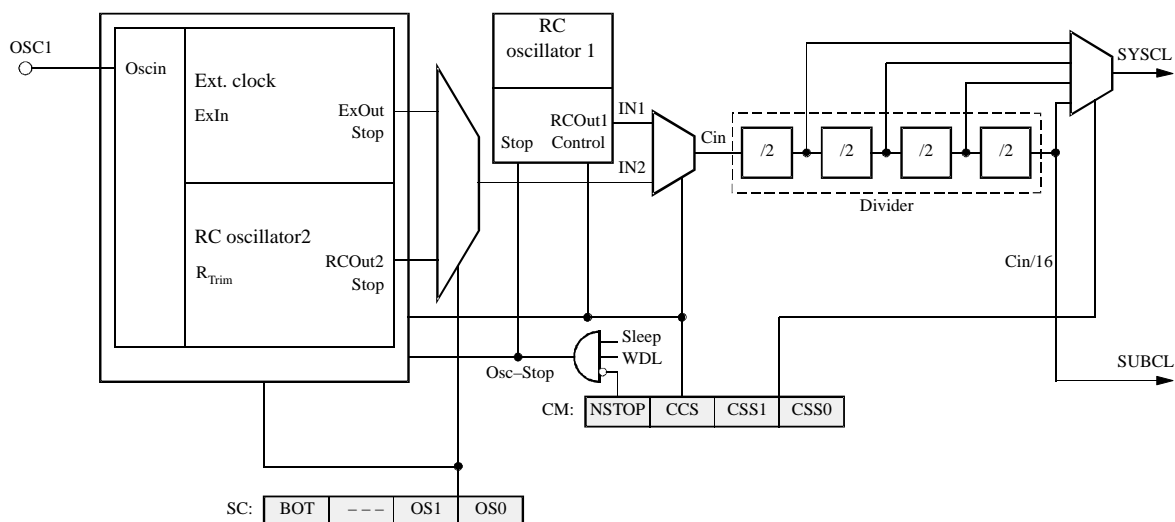 OSC1
Oscin
Ext. clock
ExIn
ExOut
Stop
RC oscillator2
RTrim
RCOut2
Stop
RC
oscillator 1
RCOut1
Stop Control
IN1
IN2
Cin
/2 /2 /2 /2
Divider
SYSCL
Cin/16
SUBCL
Sleep
WDL
Osc–Stop
CM: NSTOP CCS CSS1 CSS0
SC: BOT – – – OS1 OS0